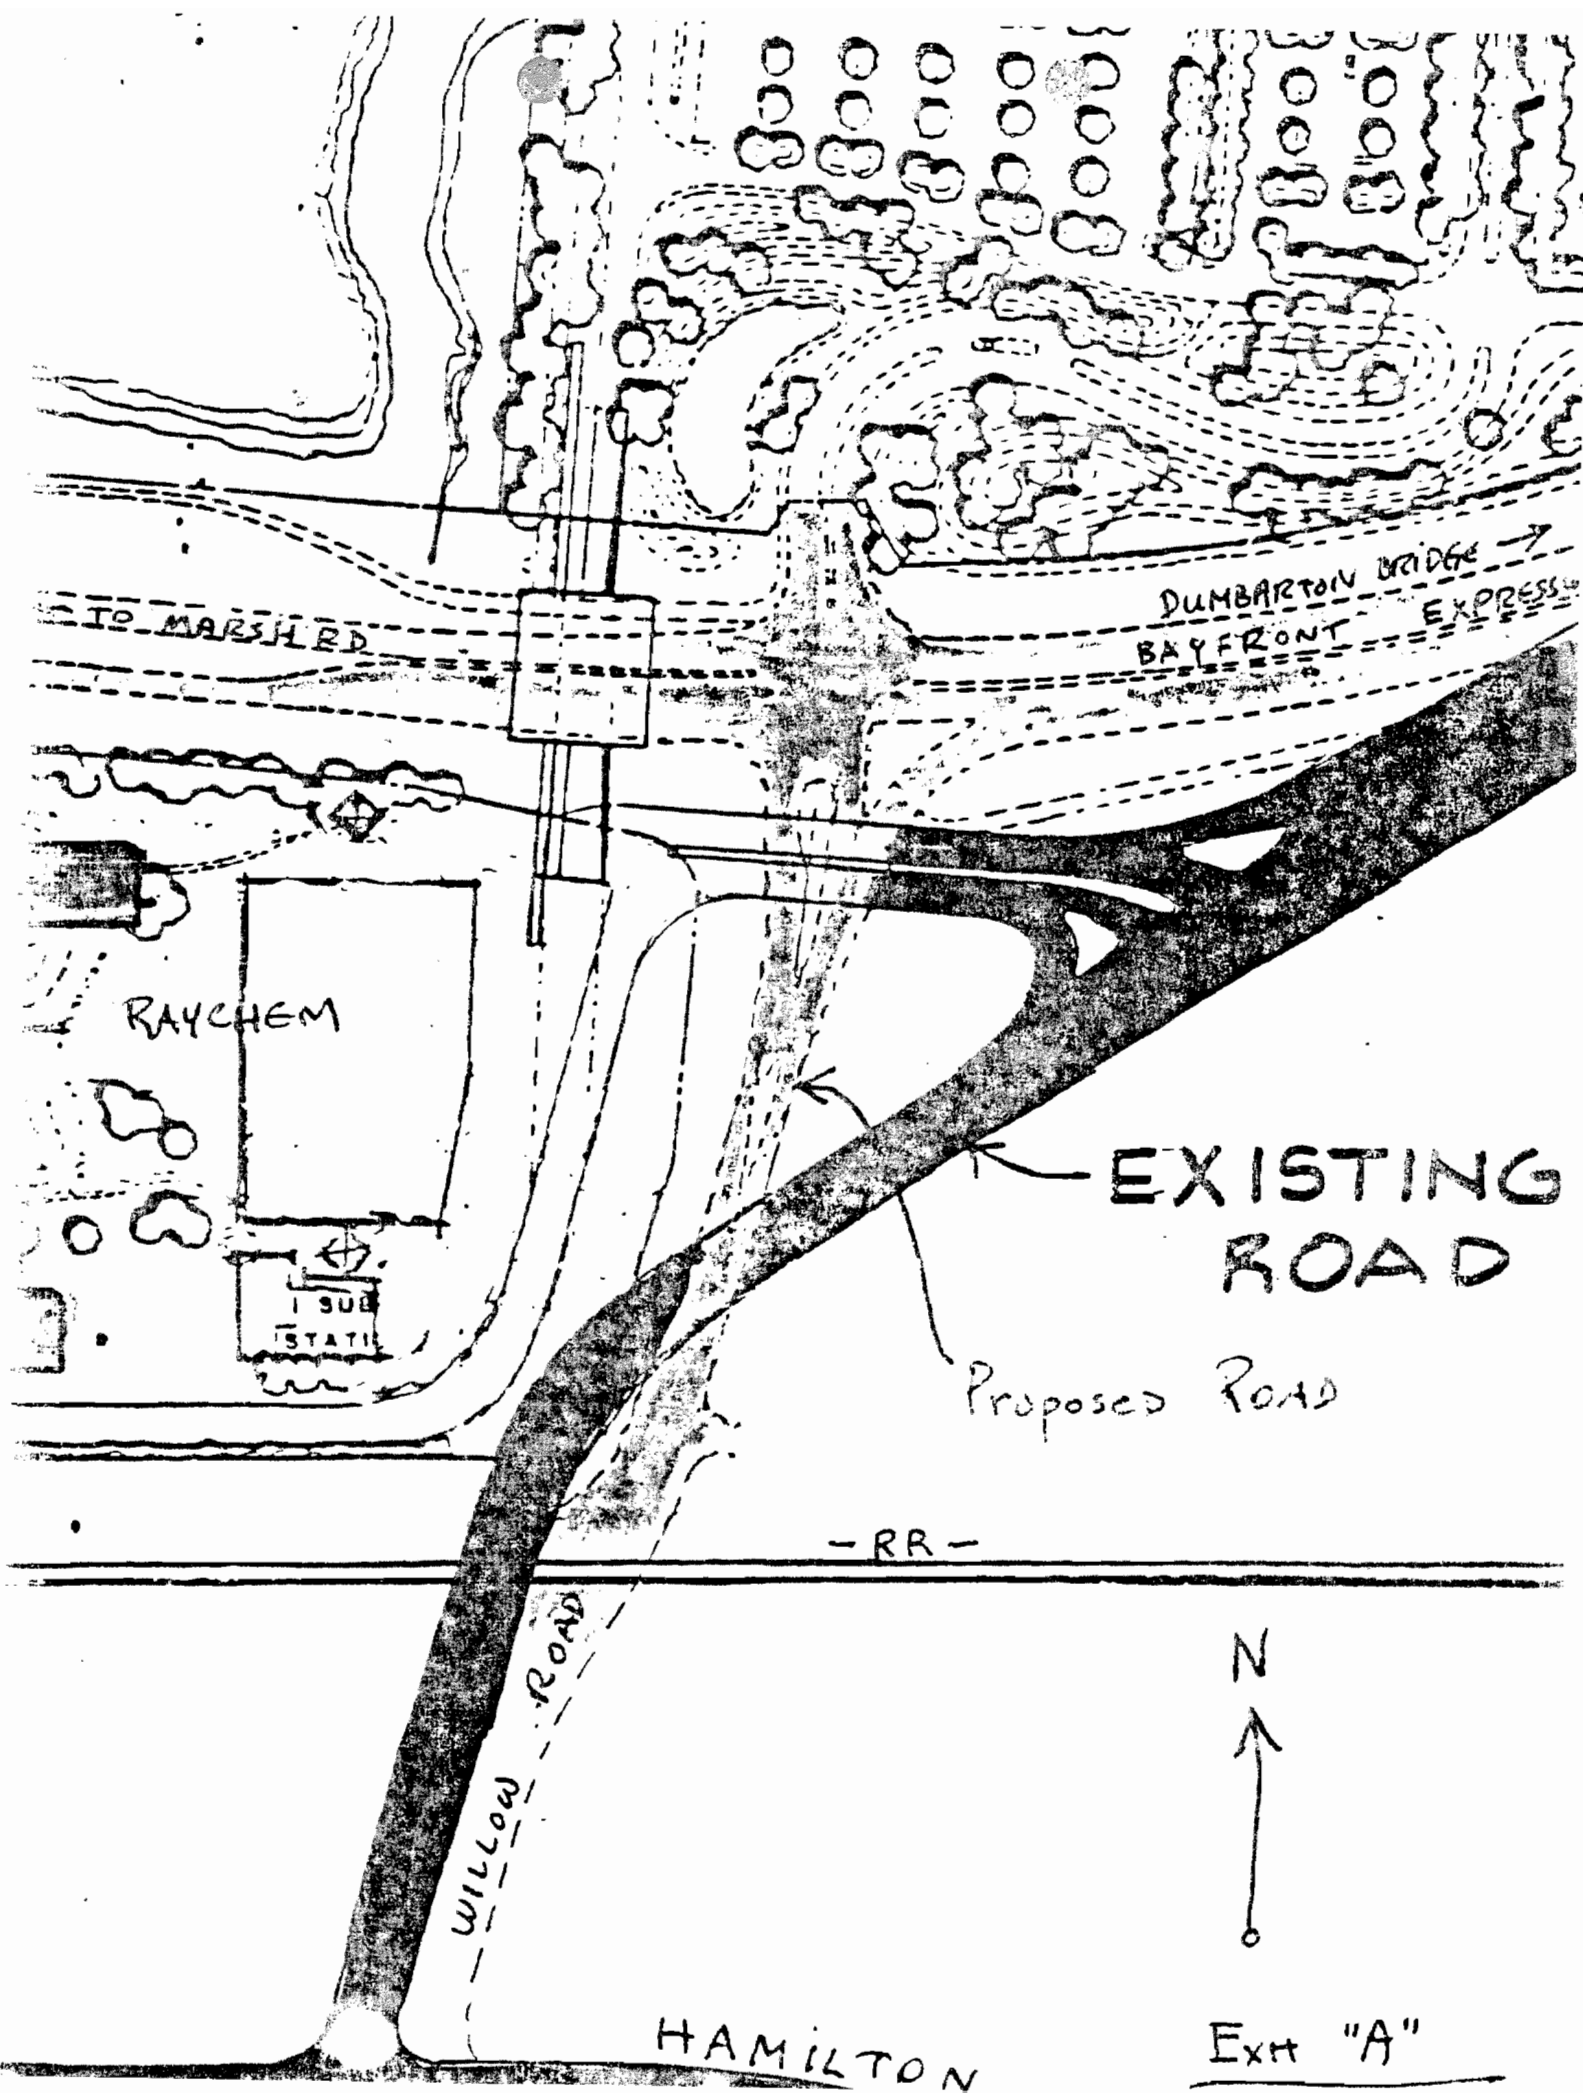 DUMBARTON BRIDGE
BAYFRONT EXPRESS
TO MARSH RD
RAYCHEM
EXISTING
ROAD
SUB
STATI
Proposed Road
-RR-
WILLOW ROAD
N
HAMILTON
EXH "A"